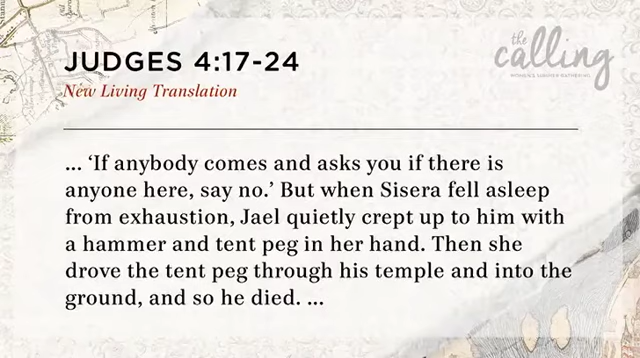 JUDGES 4:17-24
the
calling
New Living Translation
... ‘If anybody comes and asks you if there is
anyone here, say no.’ But when Sisera fell asleep
from exhaustion, Jael quietly crept up to him with
a hammer and tent peg in her hand. Then she
drove the tent peg through his temple and into the
ground, and so he died. ...